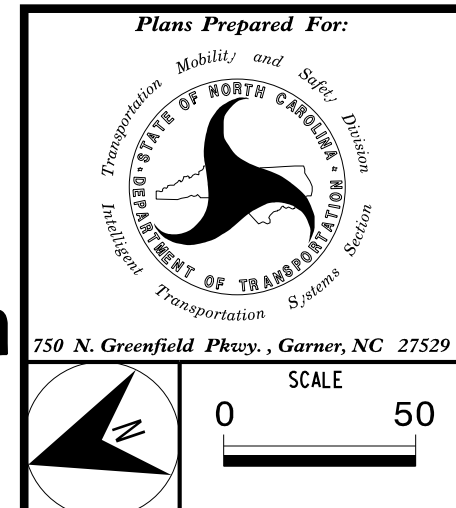 Plans Prepared For:
Transportation Mobility and Safety Division
STATE OF NORTH CAROLINA
DEPARTMENT OF TRANSPORTATION
Intelligent Transportation Systems Section
750 N. Greenfield Pkwy. , Garner, NC 27529
N
SCALE
0 50